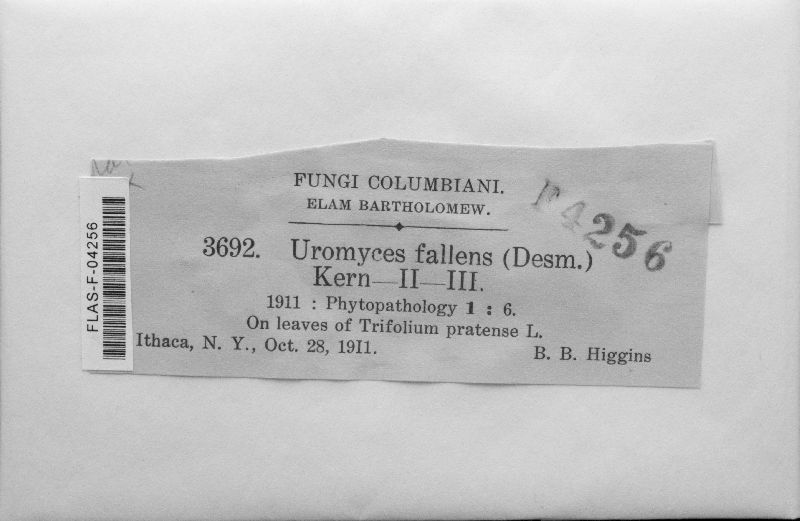 FUNGI COLUMBIANI.
ELAM BARTHOLOMEW.
F4256
3692. Uromyces fallens (Desm.)
Kern—II—III.
1911 : Phytopathology 1 : 6.
On leaves of Trifolium pratense L.
Ithaca, N. Y., Oct. 28, 19II.
B. B. Higgins
FLAS-F-04256